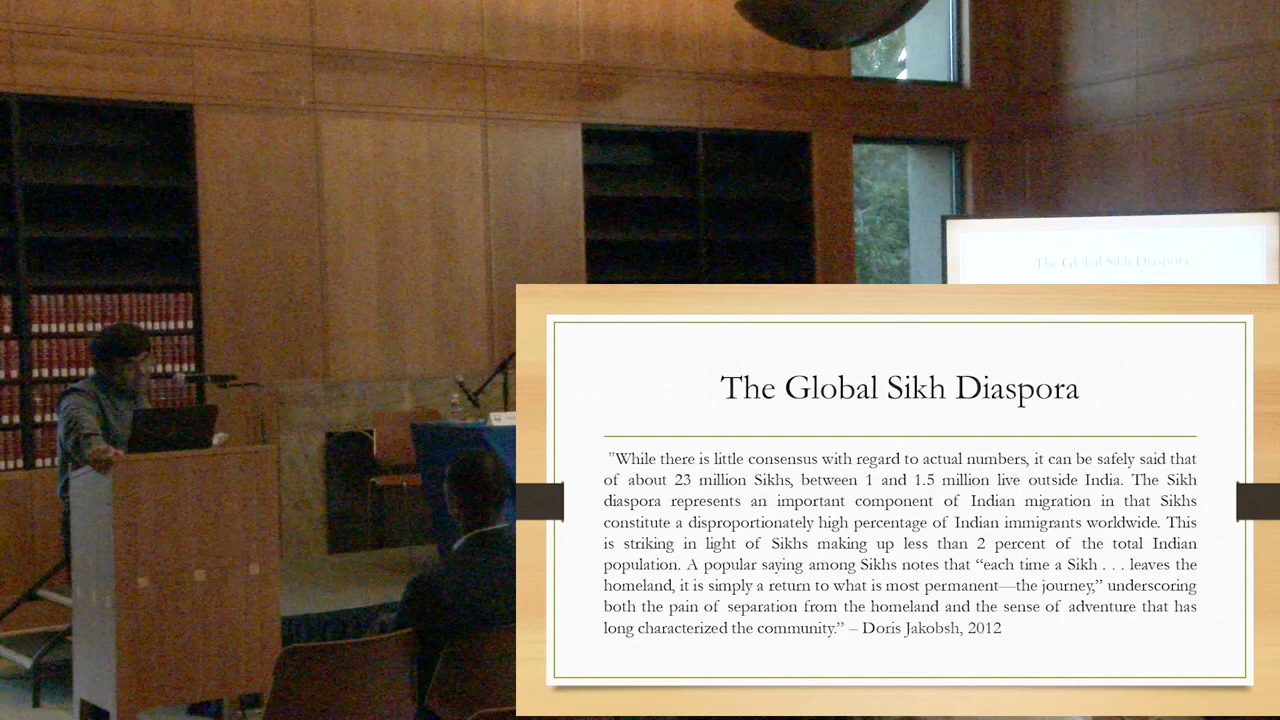 The Global Sikh Diaspora
The Global Sikh Diaspora
"While there is little consensus with regard to actual numbers, it can be safely said that
of about 23 million Sikhs, between 1 and 1.5 million live outside India. The Sikh
diaspora represents an important component of Indian migration in that Sikhs
constitute a disproportionately high percentage of Indian immigrants worldwide. This
is striking in light of Sikhs making up less than 2 percent of the total Indian
population. A popular saying among Sikhs notes that “each time a Sikh . . . leaves the
homeland, it is simply a return to what is most permanent—the journey,” underscoring
both the pain of separation from the homeland and the sense of adventure that has
long characterized the community.” – Doris Jakobsh, 2012